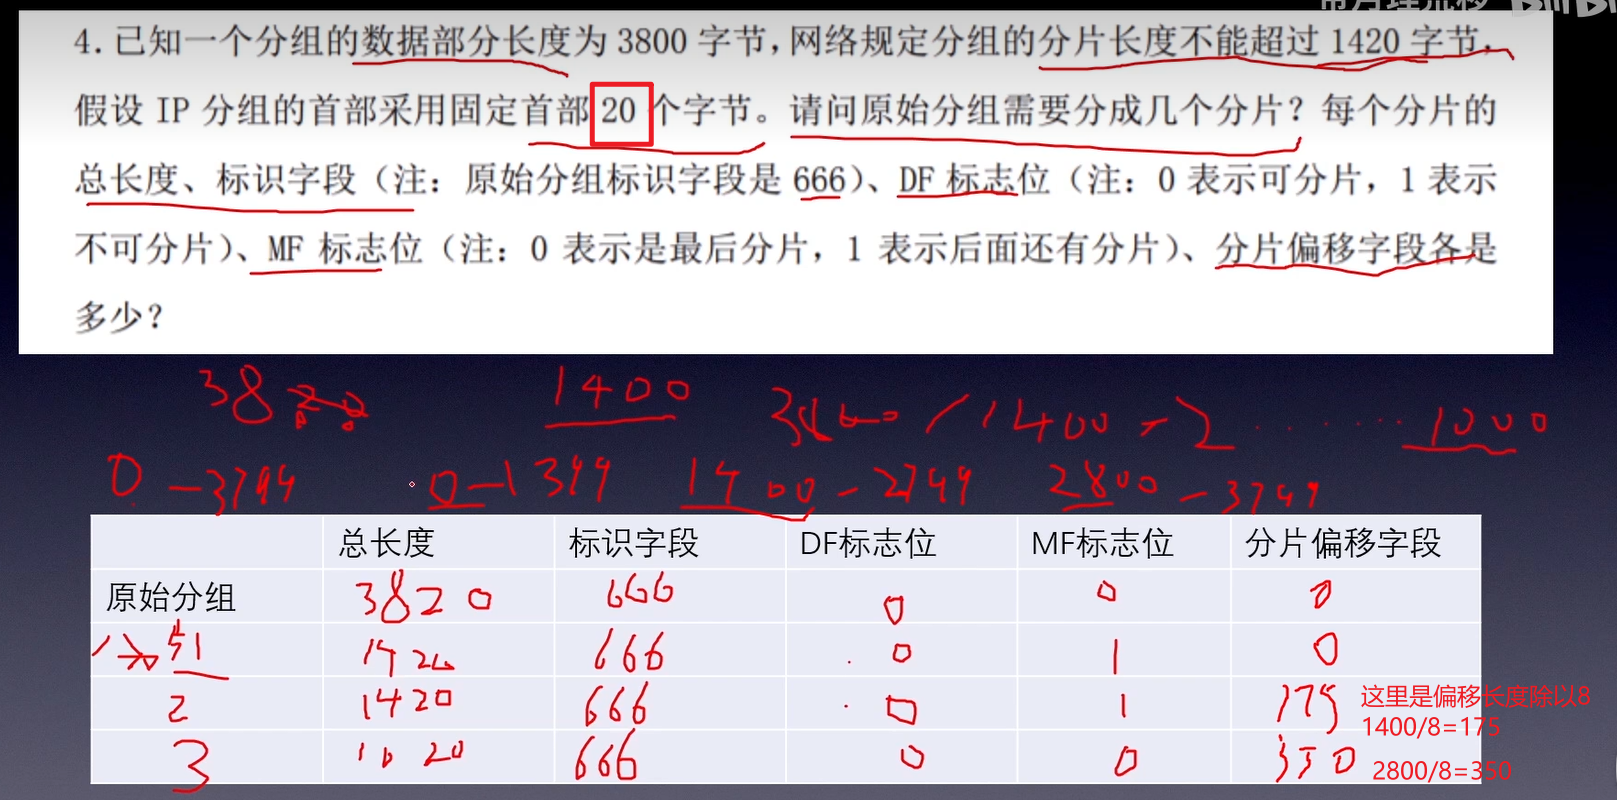 4.已知一个分组的数据部分长度为 3800 字节,网络规定分组的分片长度不能超过 1420 字节,
假设 IP 分组的首部采用固定首部 20 个字节。请问原始分组需要分成几个分片?每个分片的
总长度、标识字段(注:原始分组标识字段是 666)、DF 标志位(注:0 表示可分片,1 表示
不可分片)、MF 标志位(注:0 表示是最后分片,1 表示后面还有分片)、分片偏移字段各是
多少?
38 1400 3800 / 1400 = 2 ······ 1000
0 - 3799 0 - 1399 1400 - 2799 2800 - 3799
总长度 标识字段 DF标志位 MF标志位 分片偏移字段
原始分组 3820 666 0 0 0
分片1 1420 666 0 1 0
2 1420 666 0 1 175 这里是偏移长度除以8
1400/8=175
3 1020 666 0 0 350 2800/8=350